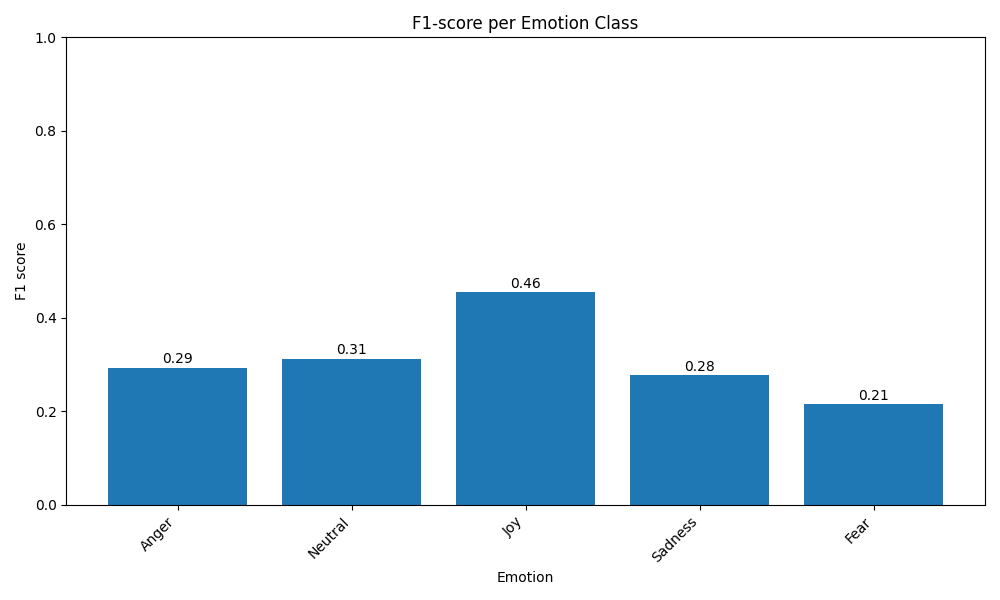 F1-score per Emotion Class
F1 score
1.0
0.8
0.6
0.4
0.2
0.0
0.29
0.31
0.46
0.28
0.21
Anger
Neutral
Joy
Sadness
Fear
Emotion